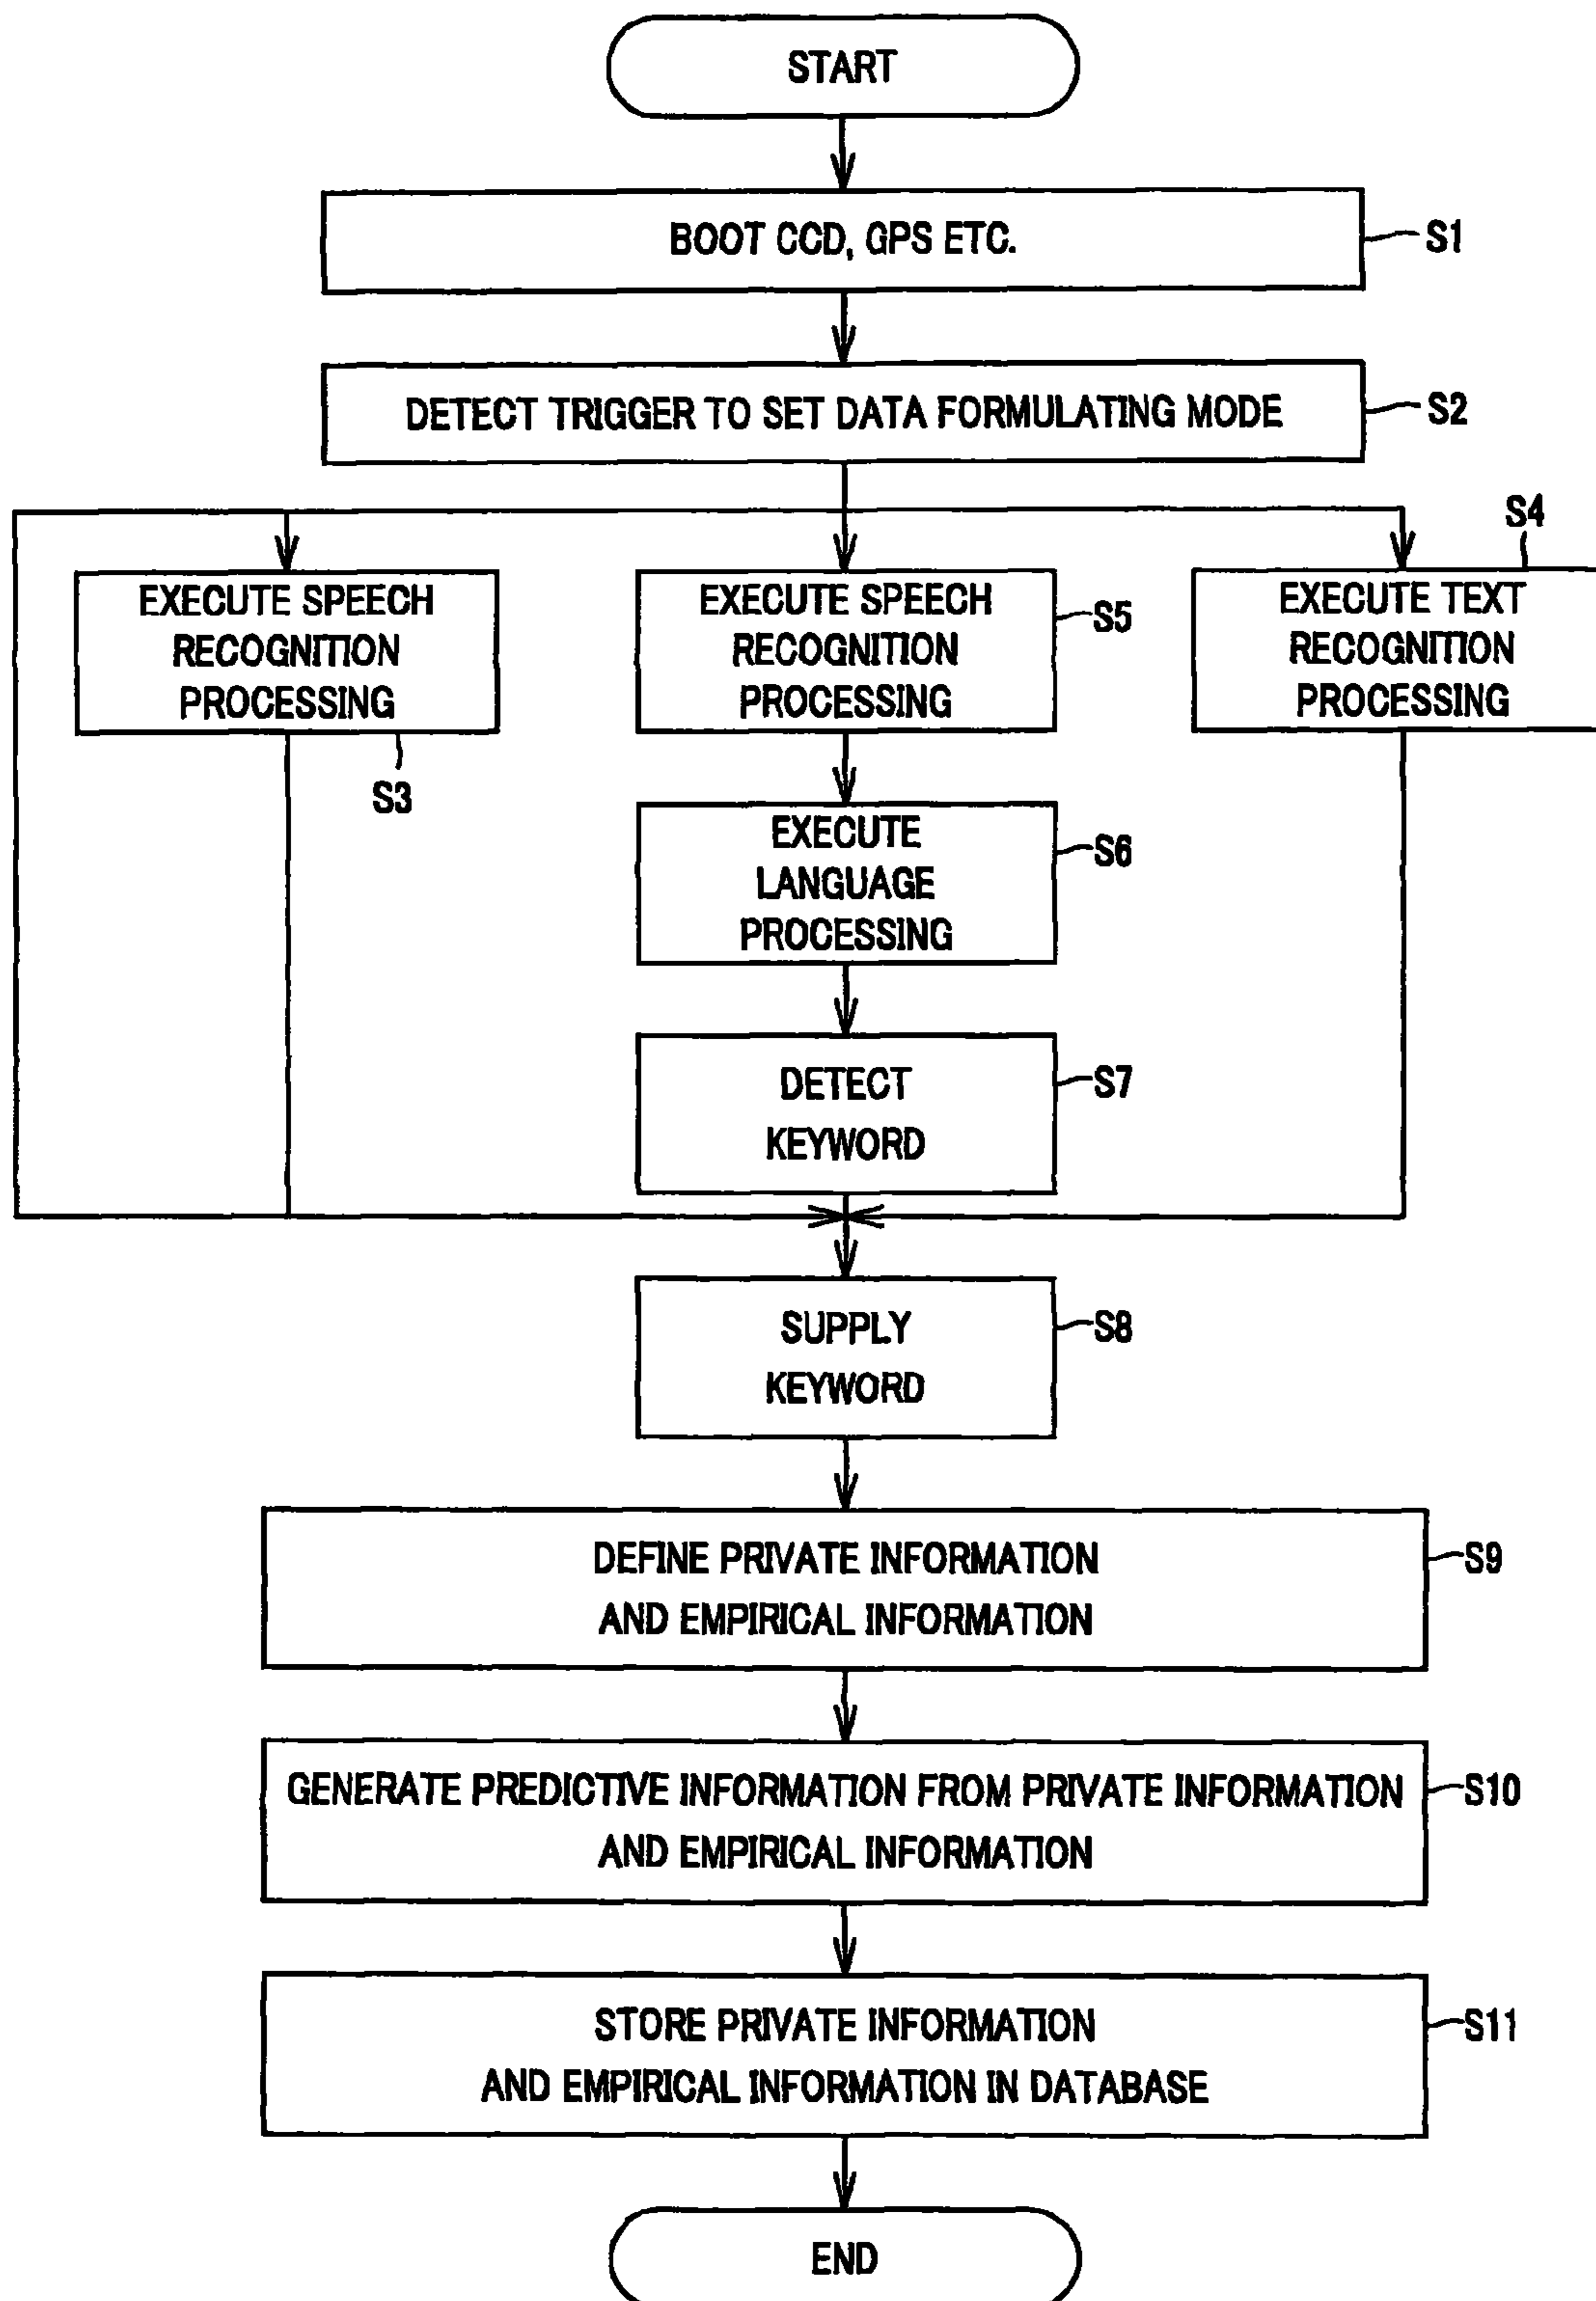 START
BOOT CCD, GPS ETC.
S1
DETECT TRIGGER TO SET DATA FORMULATING MODE
S2
EXECUTE SPEECH
RECOGNITION
PROCESSING
S3
EXECUTE SPEECH
RECOGNITION
PROCESSING
S5
S4
EXECUTE TEXT
RECOGNITION
PROCESSING
EXECUTE
LANGUAGE
PROCESSING
S6
DETECT
KEYWORD
S7
SUPPLY
KEYWORD
S8
DEFINE PRIVATE INFORMATION
AND EMPIRICAL INFORMATION
S9
GENERATE PREDICTIVE INFORMATION FROM PRIVATE INFORMATION
AND EMPIRICAL INFORMATION
S10
STORE PRIVATE INFORMATION
AND EMPIRICAL INFORMATION IN DATABASE
S11
END